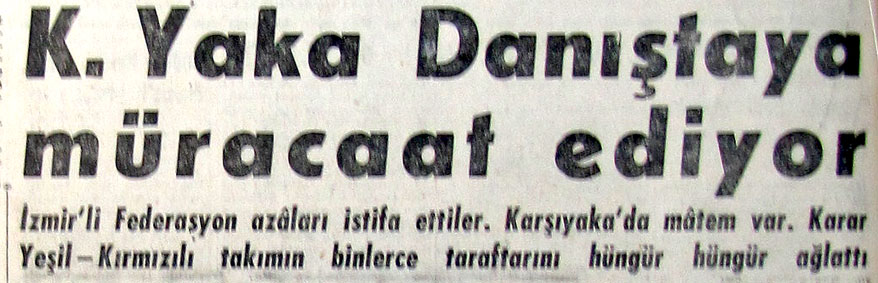 K. Yaka Danıştaya
müracaat ediyor
İzmir'li Federasyon azâları istifa ettiler. Karşıyaka'da mâtem var. Karar
Yeşil – Kırmızılı takımın binlerce taraftarını hüngür hüngür ağlattı